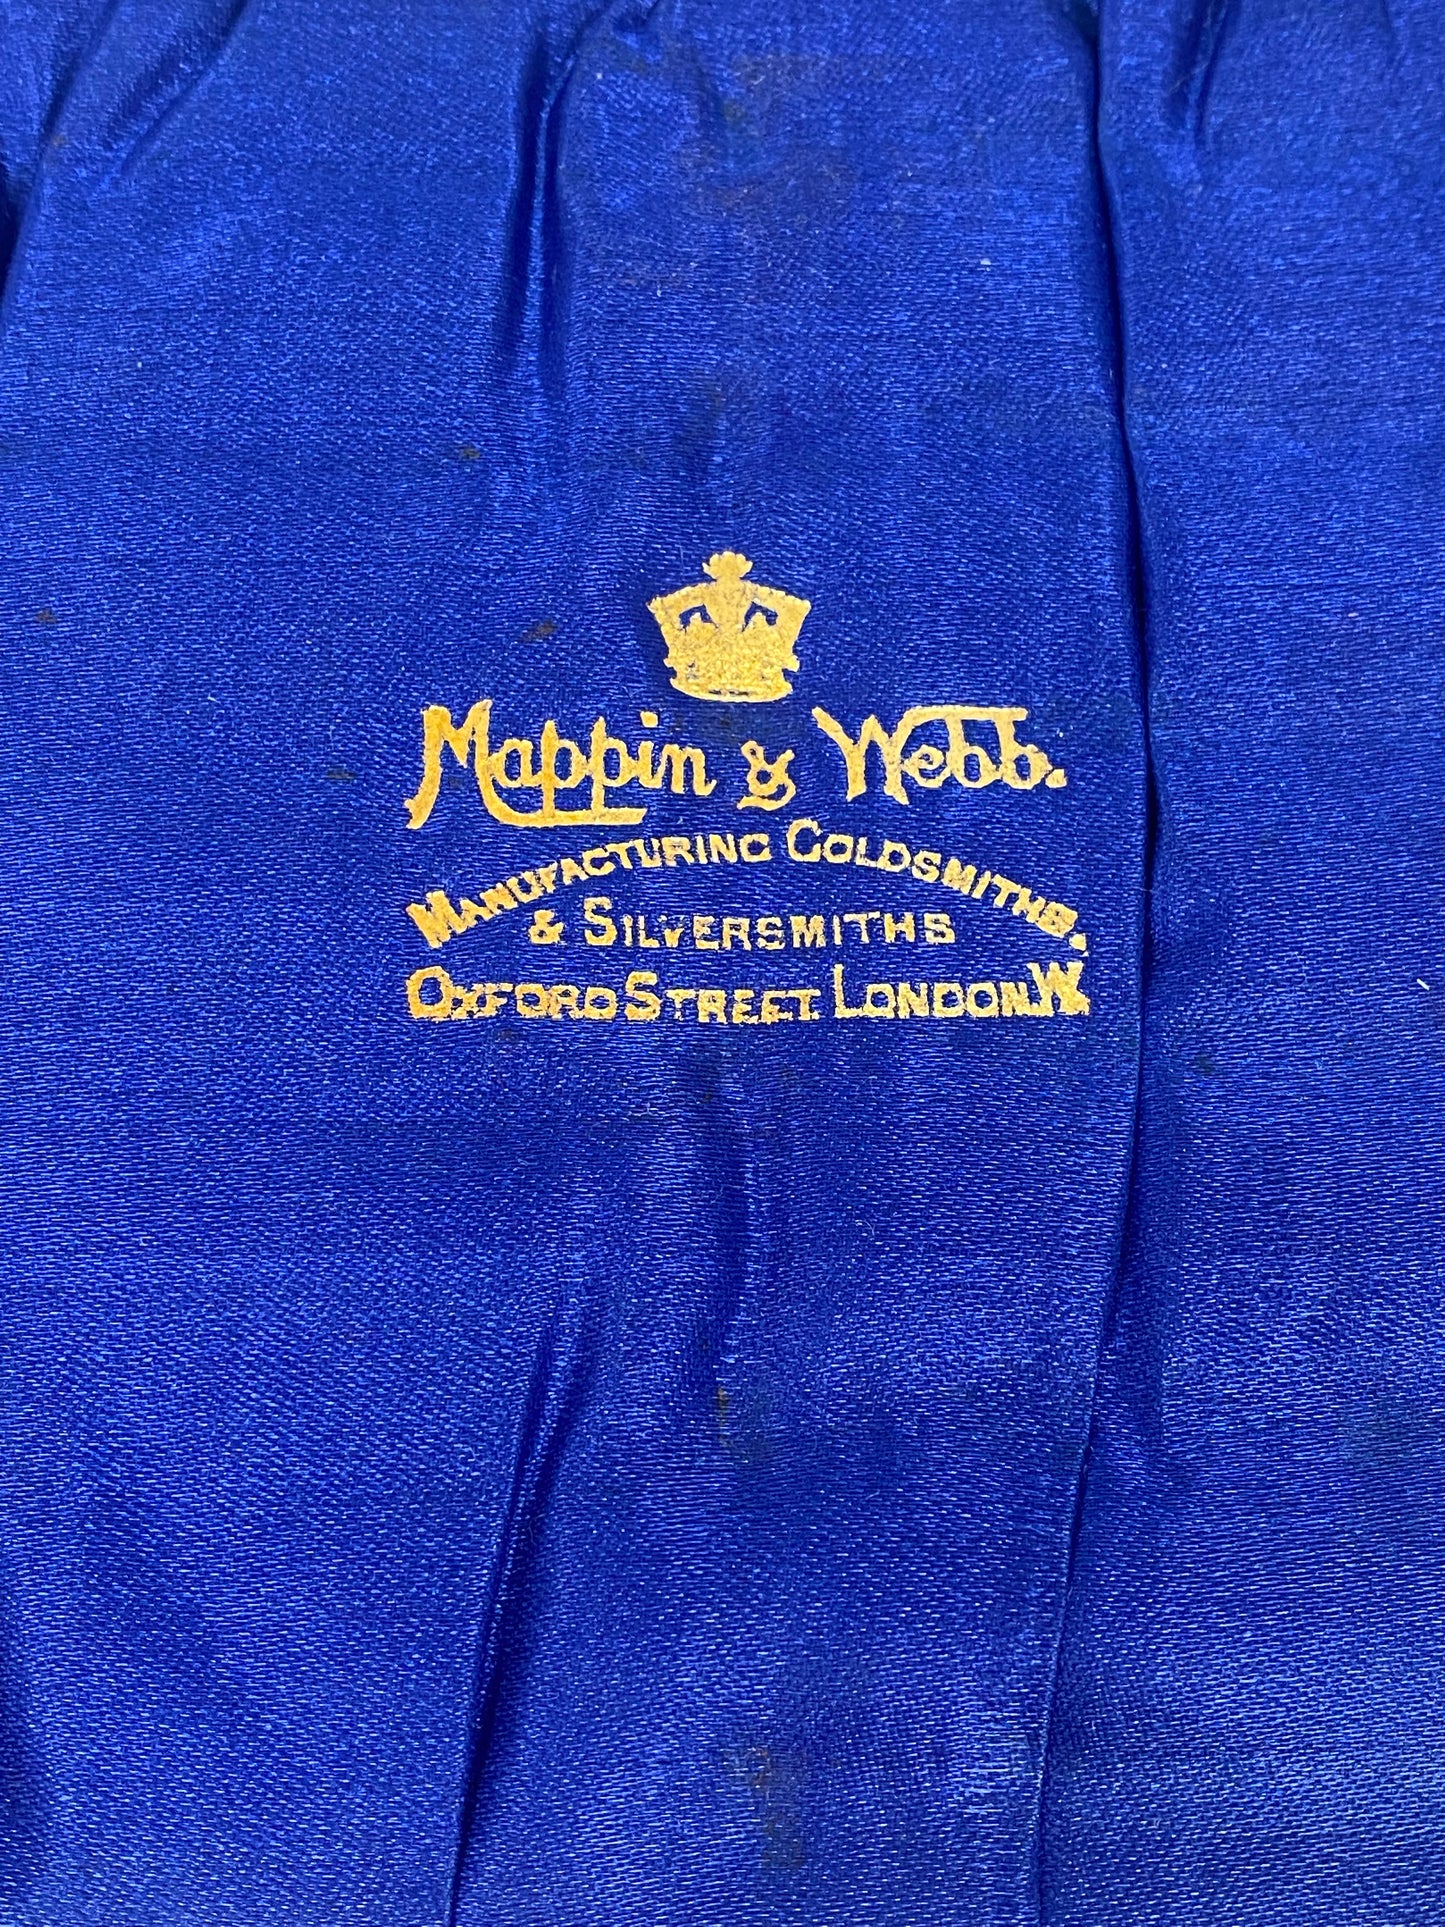 Mappin & Webb.
MANUFACTURING GOLDSMITHS,
& SILVERSMITHS
OXFORD STREET. LONDON.W.